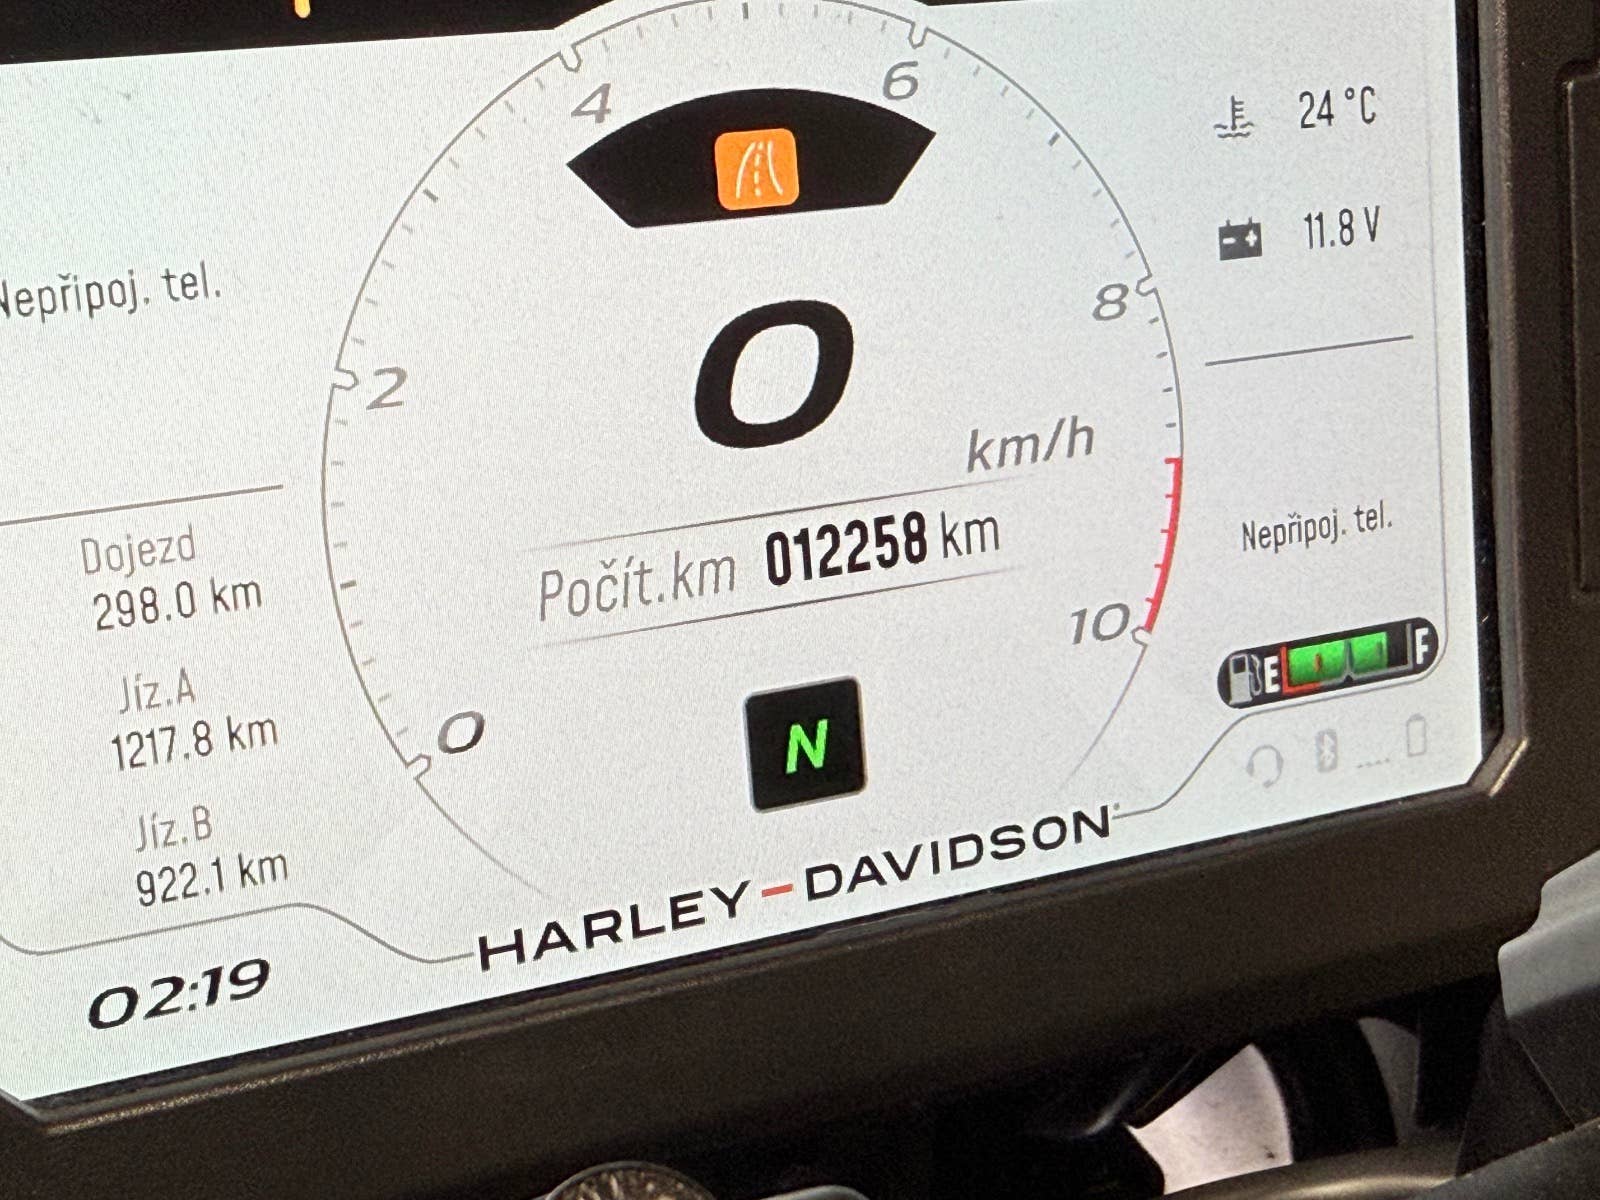 4
6
24 °C
11.8 V
Nepřipoj. tel.
8
2
0
km/h
Dojezd
298.0 km
Počít.km 012258 km
Nepřipoj. tel.
10
E F
Jíz.A
1217.8 km
0
N
Jíz.B
922.1 km
HARLEY-DAVIDSON
02:19